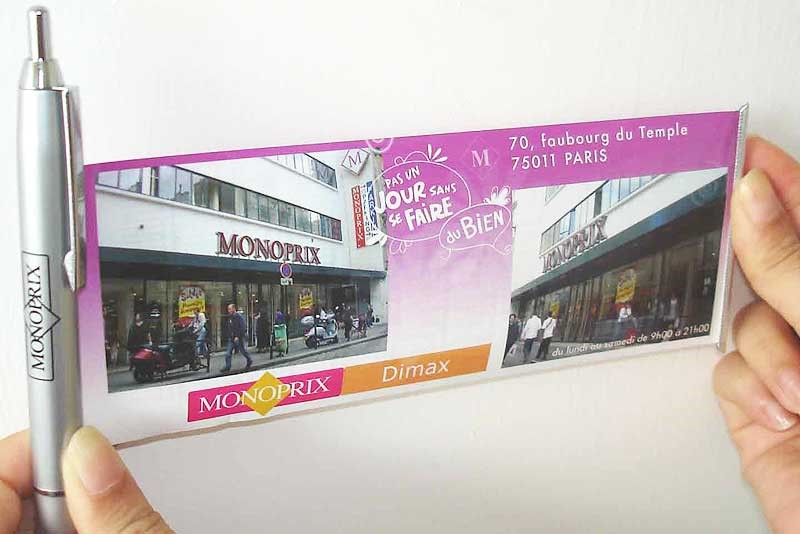 MONOPRIX
70, faubourg du Temple
75011 PARIS
M
PAS UN
JOUR SANS
SE FAIRE
du BIEN
M
MONOPRIX
MONOPRIX
MONOPRIX
du lundi au samedi de 9h00 a 21h00
MONOPRIX
Dimax